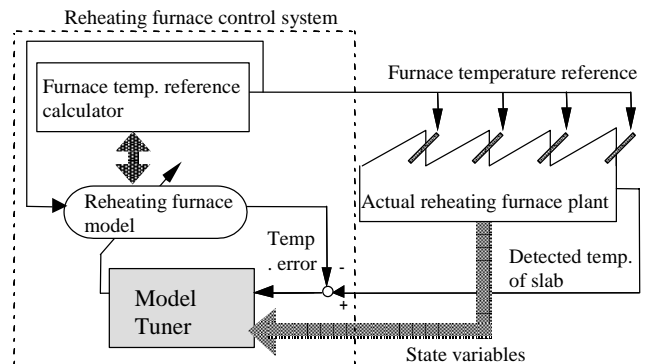 Reheating furnace control system
Furnace temp. reference
calculator
Furnace temperature reference
Reheating furnace
model
Actual reheating furnace plant
Temp
. error
-
+
Detected temp.
of slab
Model
Tuner
State variables